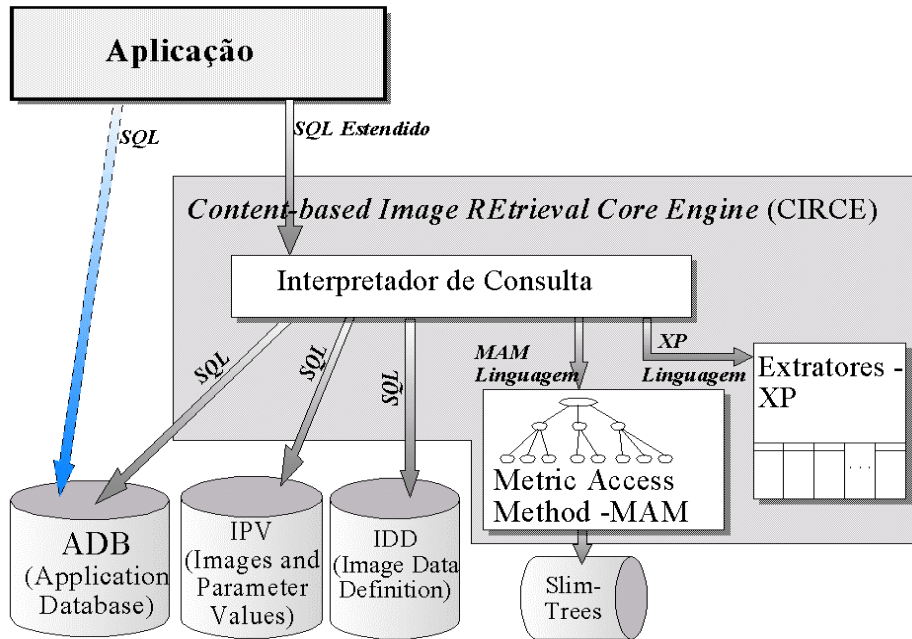 Aplicação
SQL
SQL Estendido
Content-based Image REtrieval Core Engine (CIRCE)
Interpretador de Consulta
SQL
SQL
SQL
MAM
Linguagem
XP
Linguagem
Extratores -
XP
. . .
Metric Access
Method -MAM
ADB
(Application
Database)
IPV
(Images and
Parameter
Values)
IDD
(Image Data
Definition)
Slim-
Trees